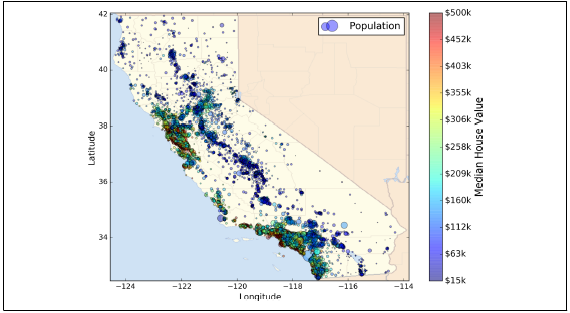 42
40
38
36
34
−124
−122
−120
−118
−116
−114
Latitude
Longitude
Population
$500k
$452k
$403k
$355k
$306k
$258k
$209k
$160k
$112k
$63k
$15k
Median House Value